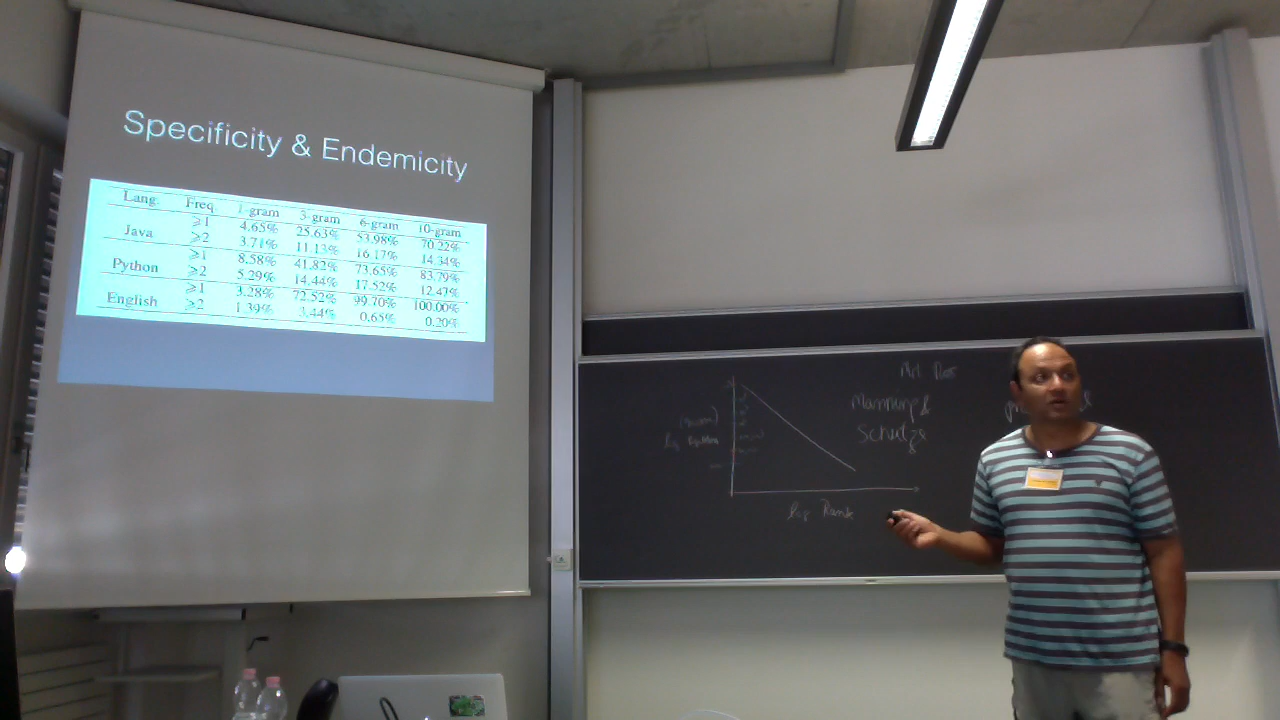 Specificity & Endemicity
Lang. Freq. 1-gram 3-gram 6-gram 10-gram
Java ⩾1 4.65% 25.63% 53.98% 70.22%
⩾2 3.71% 11.13% 16.17% 14.34%
Python ⩾1 8.58% 41.82% 73.65% 83.79%
⩾2 5.29% 14.44% 17.52% 12.47%
English ⩾1 3.28% 72.52% 99.70% 100.00%
⩾2 1.39% 3.44% 0.65% 0.20%
Manning &
Schutze
log Rank